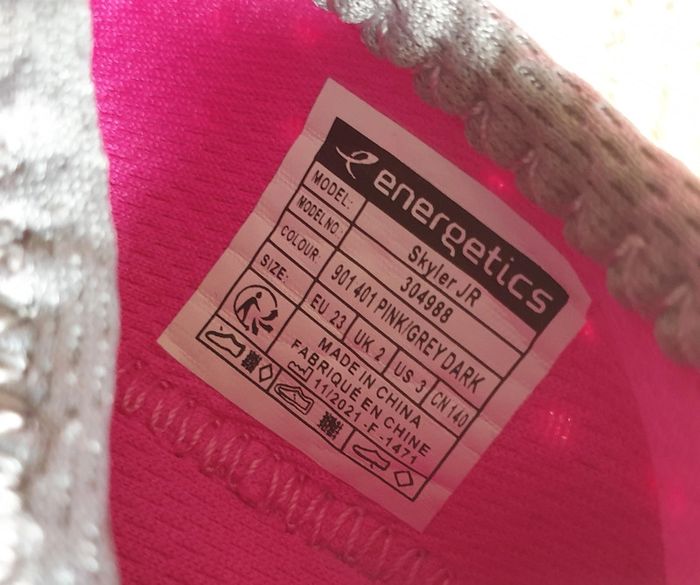 energetics
MODEL: Skyler JR
MODEL NO: 304988
COLOUR: 901 401 PINK/GREY DARK
SIZE: EU 23 UK 2 US 3 CN 140
MADE IN CHINA
FABRIQUÉ EN CHINE
11/2021 -F-1471